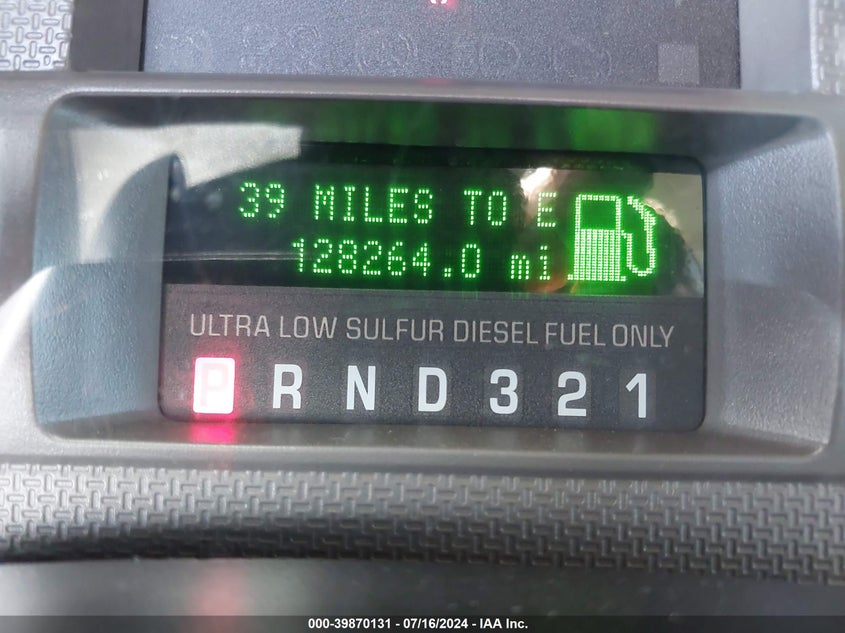 39 MILES TO E
128264.0 mi
ULTRA LOW SULFUR DIESEL FUEL ONLY
P R N D 3 2 1
000-39870131 - 07/16/2024 - IAA Inc.